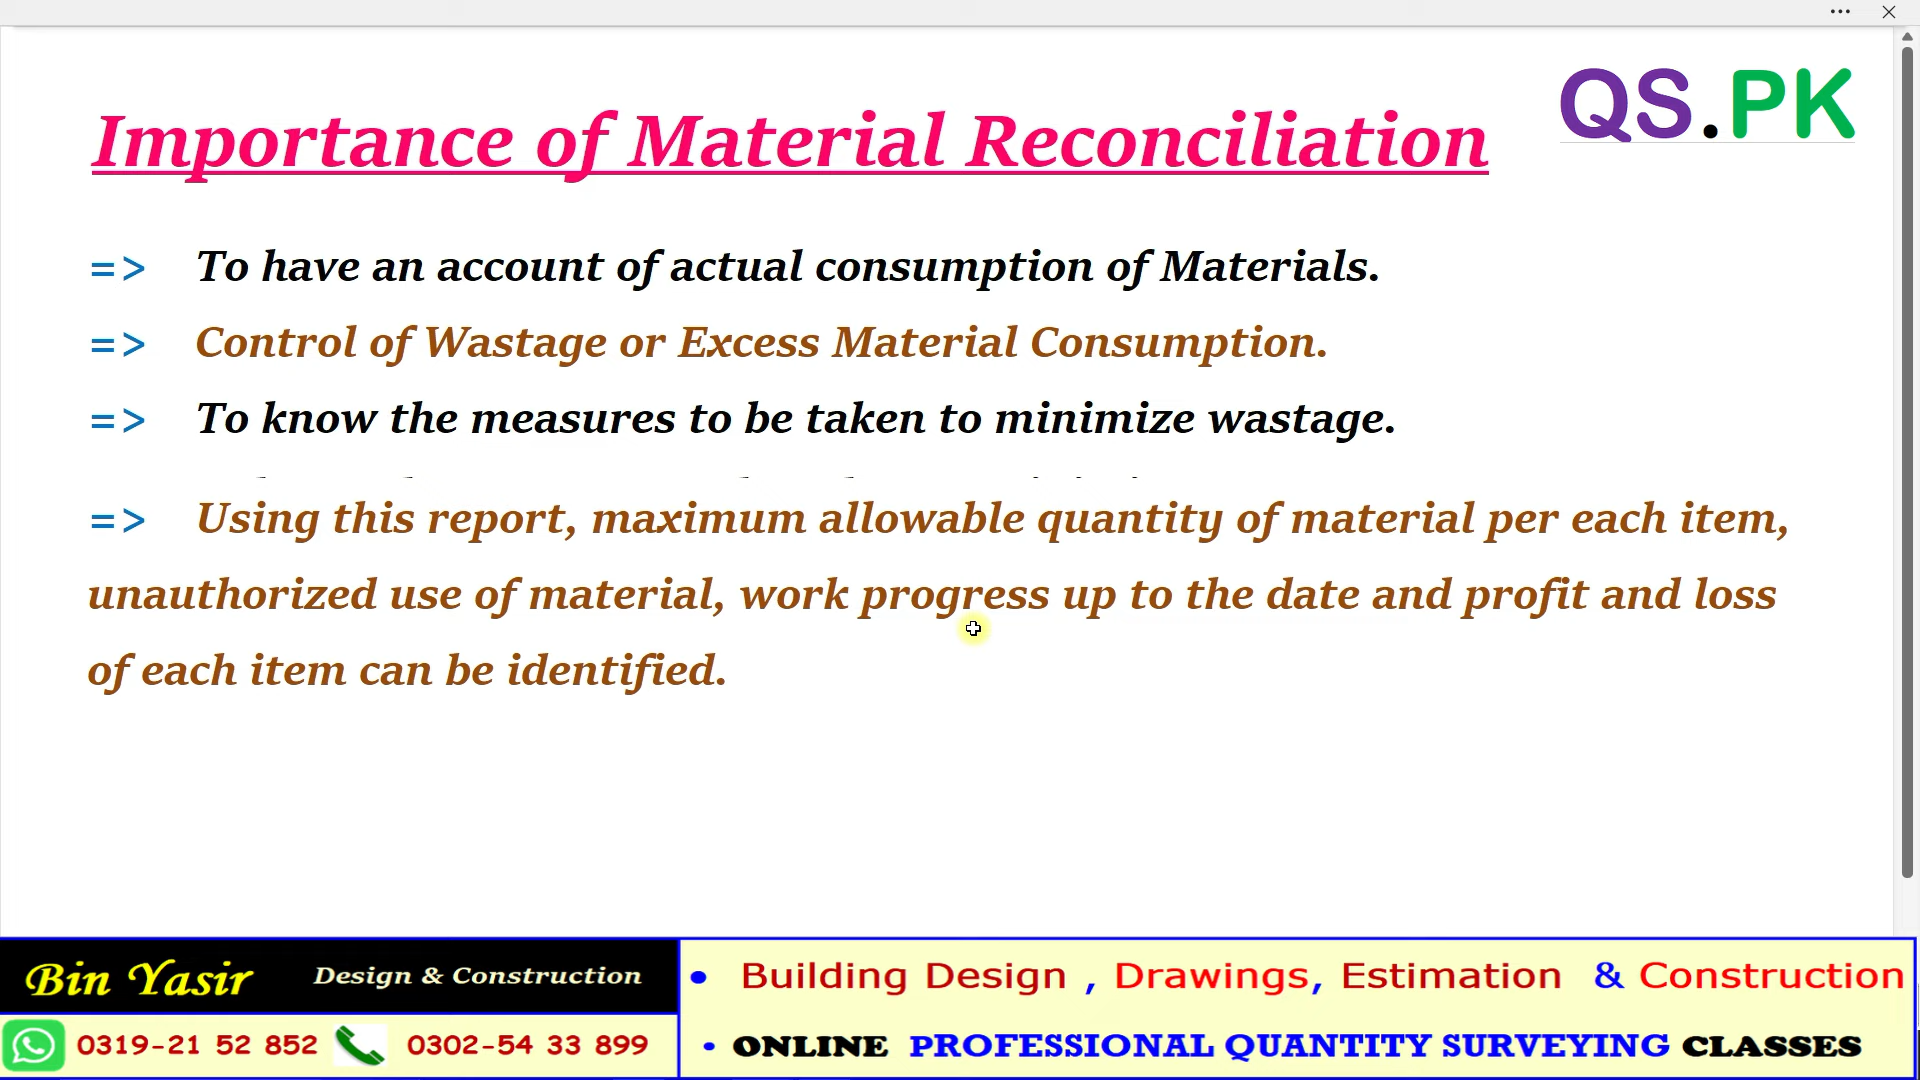 QS.PK
Importance of Material Reconciliation
=> To have an account of actual consumption of Materials.
=> Control of Wastage or Excess Material Consumption.
=> To know the measures to be taken to minimize wastage.
=> Using this report, maximum allowable quantity of material per each item,
unauthorized use of material, work progress up to the date and profit and loss
of each item can be identified.
Bin Yasir Design & Construction
0319-21 52 852 0302-54 33 899
• Building Design , Drawings, Estimation & Construction
• ONLINE PROFESSIONAL QUANTITY SURVEYING CLASSES